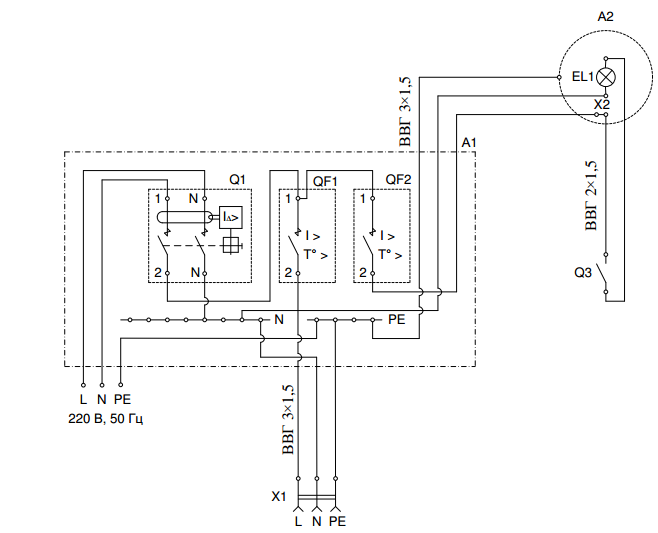 A2
EL1
X2
ВВГ 3×1,5
A1
ВВГ 2×1,5
Q1
QF1
QF2
1
N
1
1
I∆>
I >
I >
T° >
T° >
Q3
2
N
2
2
N
PE
L
N
PE
220 В, 50 Гц
ВВГ 3×1,5
X1
L
N
PE